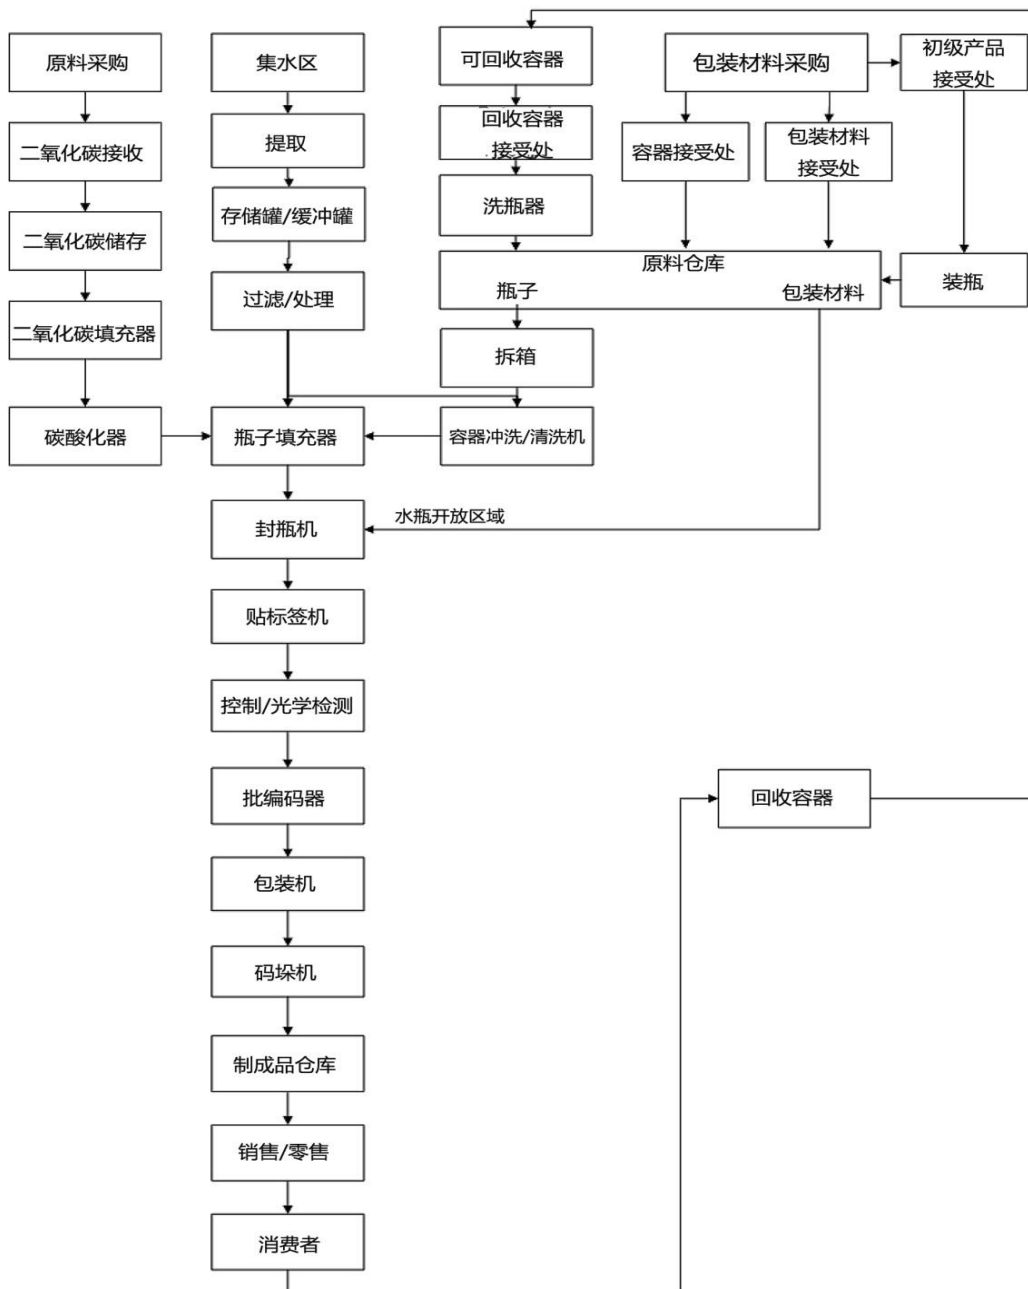 原料采购
集水区
可回收容器
包装材料采购
初级产品
接受处
二氧化碳接收
提取
回收容器
接受处
容器接受处
包装材料
接受处
二氧化碳储存
存储罐/缓冲罐
洗瓶器
原料仓库
瓶子
包装材料
装瓶
二氧化碳填充器
过滤/处理
拆箱
碳酸化器
瓶子填充器
容器冲洗/清洗机
封瓶机
水瓶开放区域
贴标签机
控制/光学检测
批编码器
回收容器
包装机
码垛机
制成品仓库
销售/零售
消费者